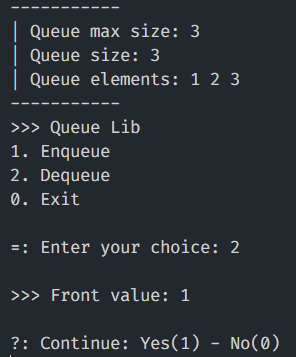 -----------
| Queue max size: 3
| Queue size: 3
| Queue elements: 1 2 3
-----------
>>> Queue Lib
1. Enqueue
2. Dequeue
0. Exit
=: Enter your choice: 2
>>> Front value: 1
?: Continue: Yes(1) - No(0)